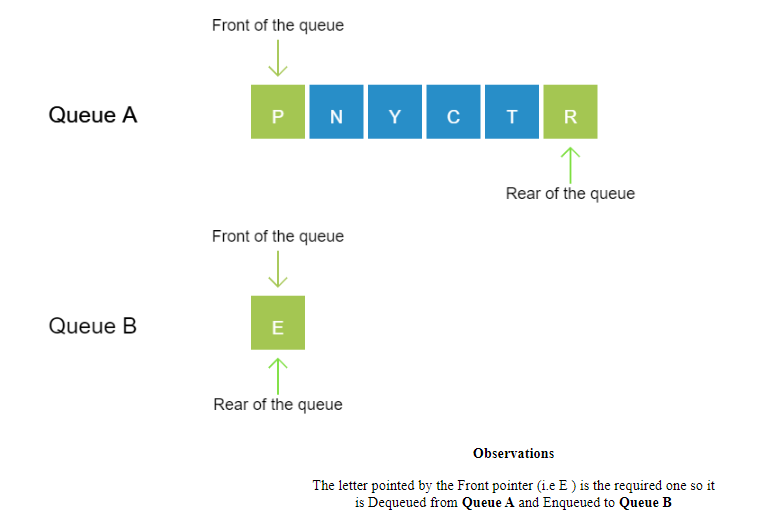 Front of the queue
Queue A
P N Y C T R
Rear of the queue
Front of the queue
Queue B
E
Rear of the queue
Observations
The letter pointed by the Front pointer (i.e E ) is the required one so it
is Dequeued from Queue A and Enqueued to Queue B